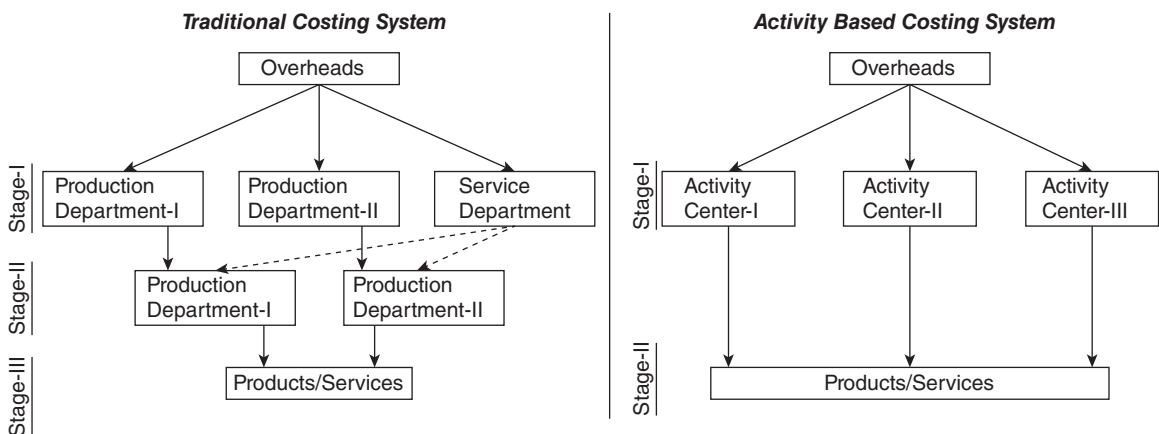 Traditional Costing System
Overheads
Stage-I
Production
Department-I
Production
Department-II
Service
Department
Stage-II
Production
Department-I
Production
Department-II
Stage-III
Products/Services
Activity Based Costing System
Overheads
Stage-I
Activity
Center-I
Activity
Center-II
Activity
Center-III
Stage-II
Products/Services